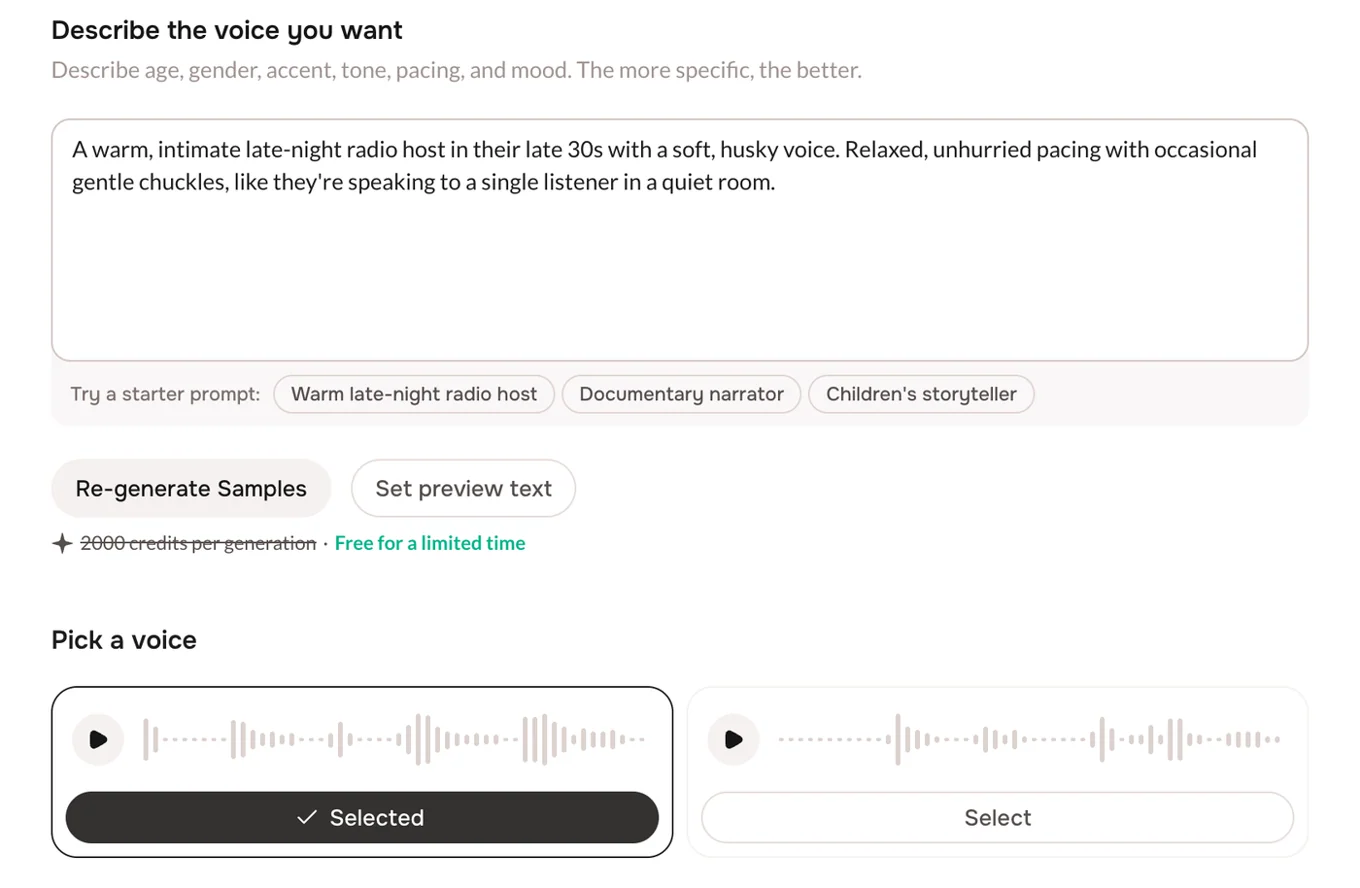 Describe the voice you want
Describe age, gender, accent, tone, pacing, and mood. The more specific, the better.
A warm, intimate late-night radio host in their late 30s with a soft, husky voice. Relaxed, unhurried pacing with occasional
gentle chuckles, like they're speaking to a single listener in a quiet room.
Try a starter prompt: Warm late-night radio host Documentary narrator Children's storyteller
Re-generate Samples Set preview text
2000 credits per generation · Free for a limited time
Pick a voice
Selected Select